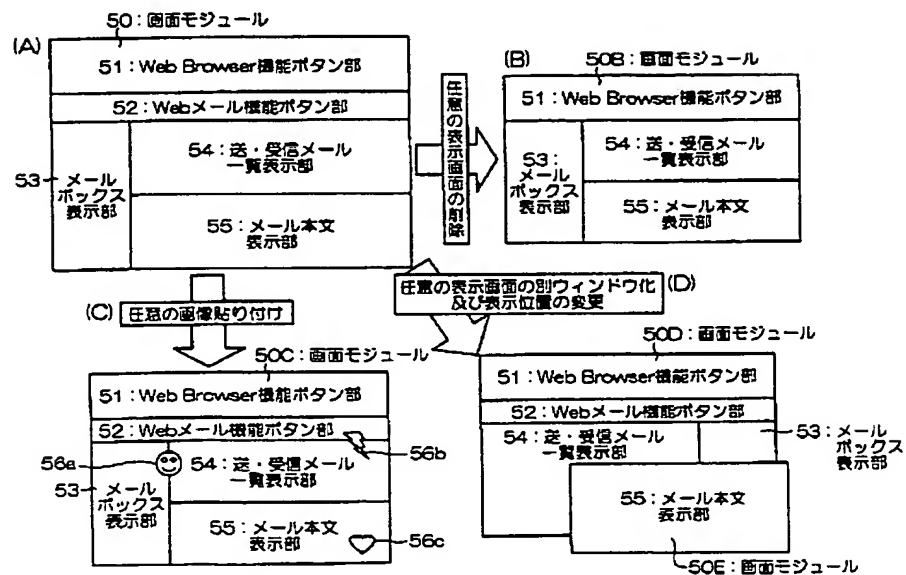 50：画面モジュール
(A)
51：Web Browser機能ボタン部
52：Webメール機能ボタン部
54：送・受信メール
一覧表示部
53
メール
ボックス
表示部
55：メール本文
表示部
任意の表示画面の削除
(B)
50B：画面モジュール
51：Web Browser機能ボタン部
53：
メール
ボックス
表示部
54：送・受信メール
一覧表示部
55：メール本文
表示部
(C)
任意の画像貼り付け
任意の表示画面の別ウィンドウ化
及び表示位置の変更
(D)
50C：画面モジュール
51：Web Browser機能ボタン部
52：Webメール機能ボタン部
56a
56b
54：送・受信メール
一覧表示部
53
メール
ボックス
表示部
55：メール本文
表示部
56c
50D：画面モジュール
51：Web Browser機能ボタン部
52：Webメール機能ボタン部
54：送・受信メール
一覧表示部
53：メール
ボックス
表示部
55：メール本文
表示部
50E：画面モジュール